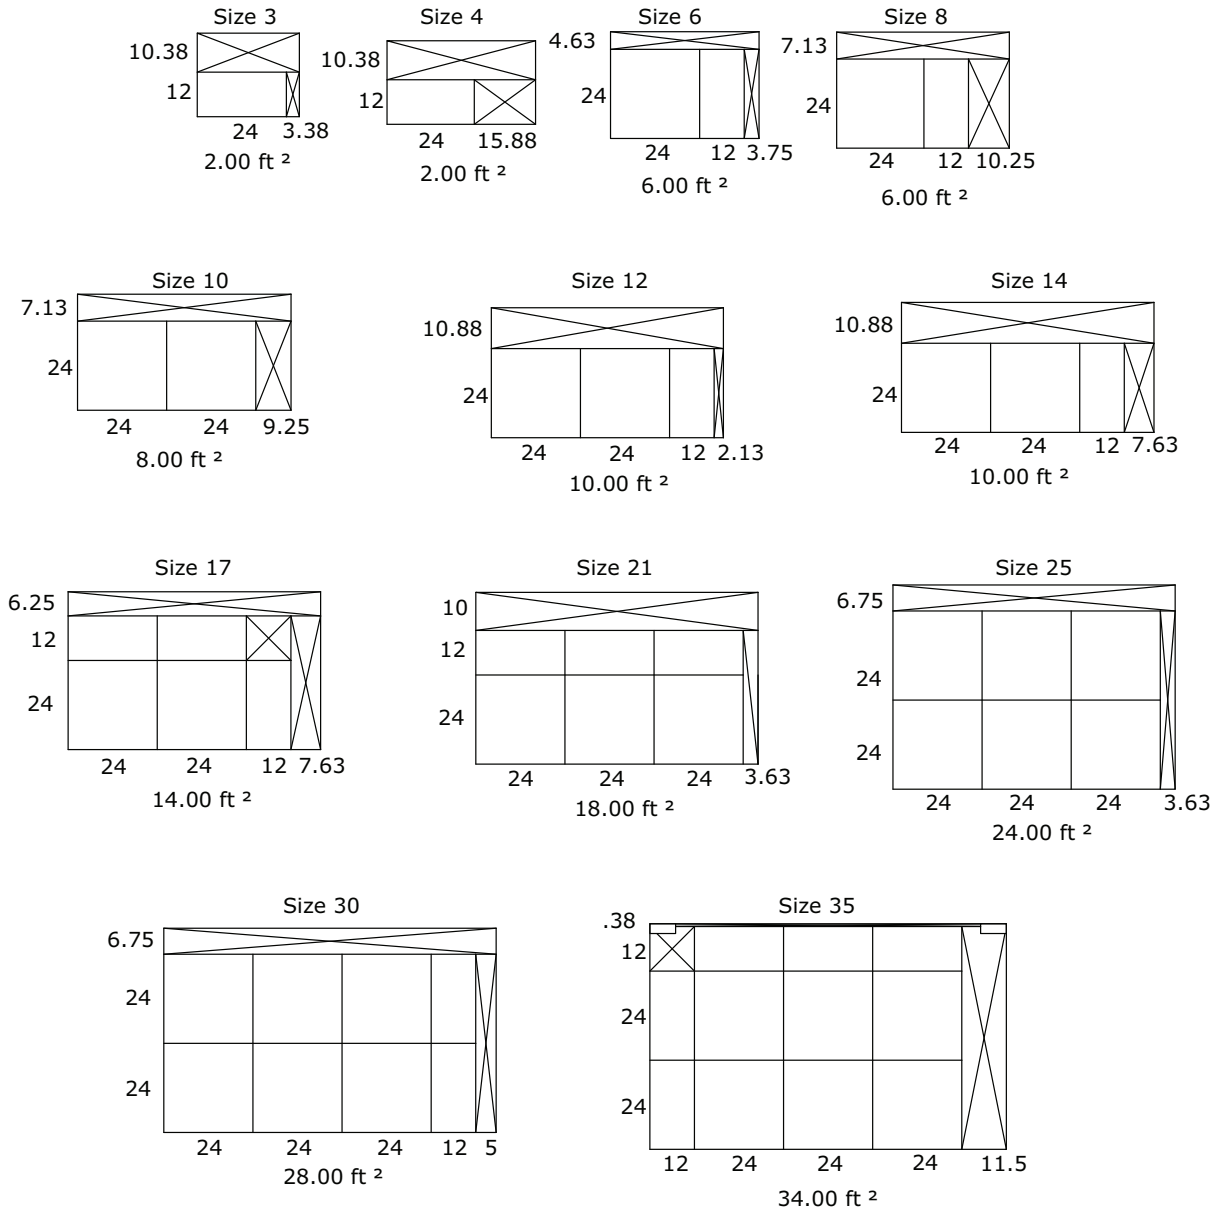 Size 3
10.38
12
24 3.38
2.00 ft ²
Size 4
10.38
12
24 15.88
2.00 ft ²
Size 6
4.63
24
24 12 3.75
6.00 ft ²
Size 8
7.13
24
24 12 10.25
6.00 ft ²
Size 10
7.13
24
24 24 9.25
8.00 ft ²
Size 12
10.88
24
24 24 12 2.13
10.00 ft ²
Size 14
10.88
24
24 24 12 7.63
10.00 ft ²
Size 17
6.25
12
24
24 24 12 7.63
14.00 ft ²
Size 21
10
12
24
24 24 24 3.63
18.00 ft ²
Size 25
6.75
24
24
24 24 24 3.63
24.00 ft ²
Size 30
6.75
24
24
24 24 24 12 5
28.00 ft ²
Size 35
.38
12
24
24
12 24 24 24 11.5
34.00 ft ²